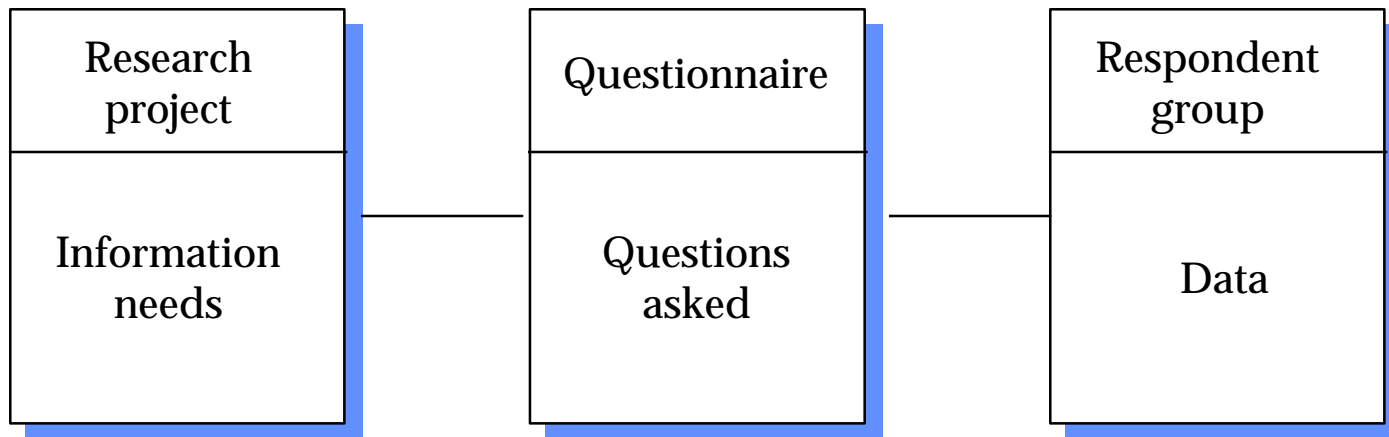 Research
project
Information
needs
Questionnaire
Questions
asked
Respondent
group
Data